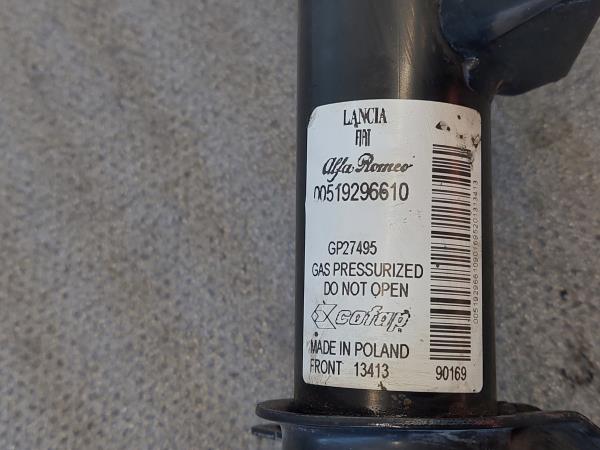 LANCIA
FIAT
Alfa Romeo
00519296610
GP27495
GAS PRESSURIZED
DO NOT OPEN
cofap
MADE IN POLAND
FRONT 13413 90169